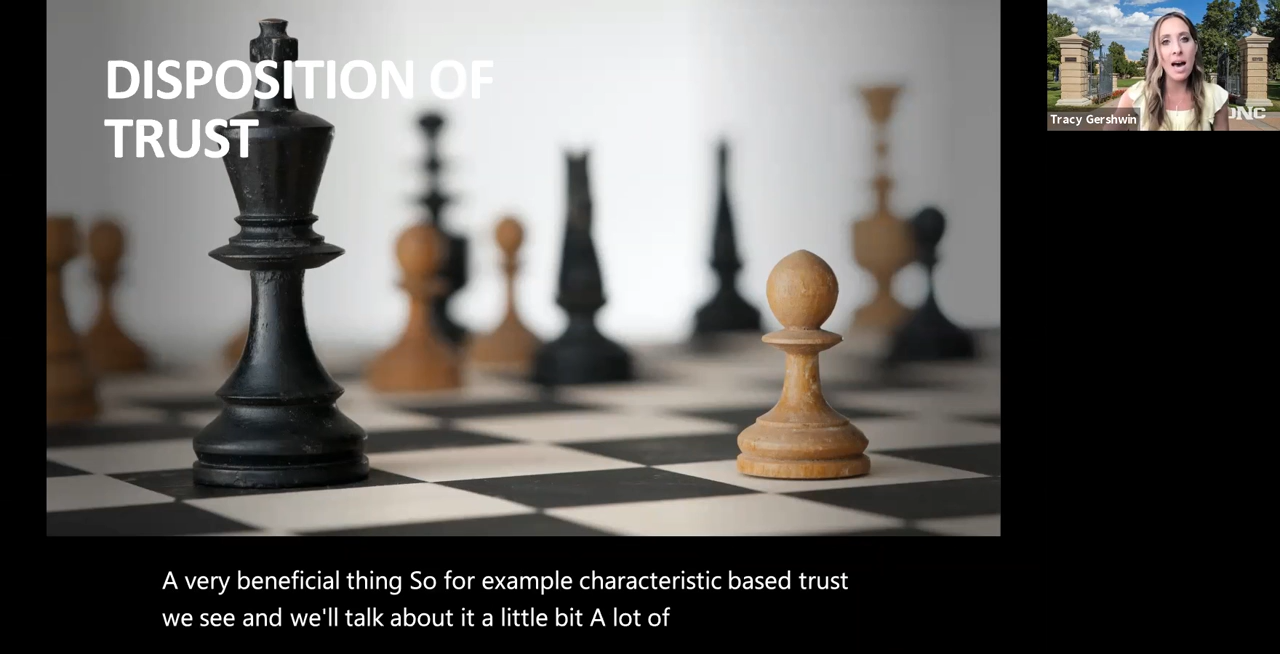 DISPOSITION OF
TRUST
Tracy Gershwin
A very beneficial thing So for example characteristic based trust
we see and we'll talk about it a little bit A lot of